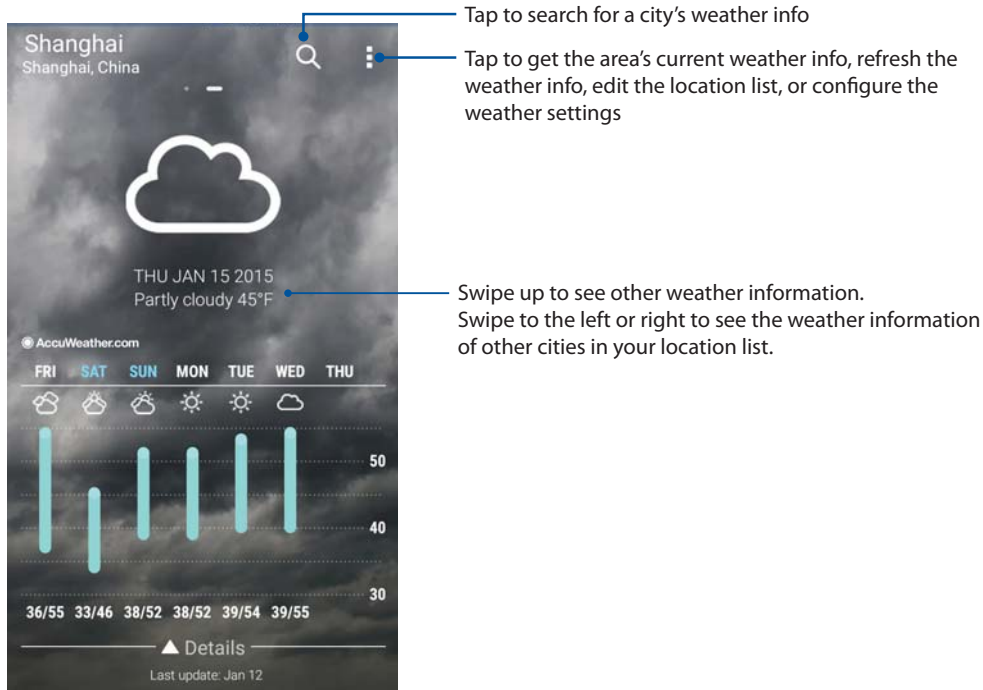 Tap to search for a city's weather info
Shanghai
Shanghai, China
Tap to get the area's current weather info, refresh the
weather info, edit the location list, or configure the
weather settings
THU JAN 15 2015
Partly cloudy 45°F
Swipe up to see other weather information.
Swipe to the left or right to see the weather information
of other cities in your location list.
AccuWeather.com
FRI SAT SUN MON TUE WED THU
50
40
30
36/55 33/46 38/52 38/52 39/54 39/55
Details
Last update: Jan 12